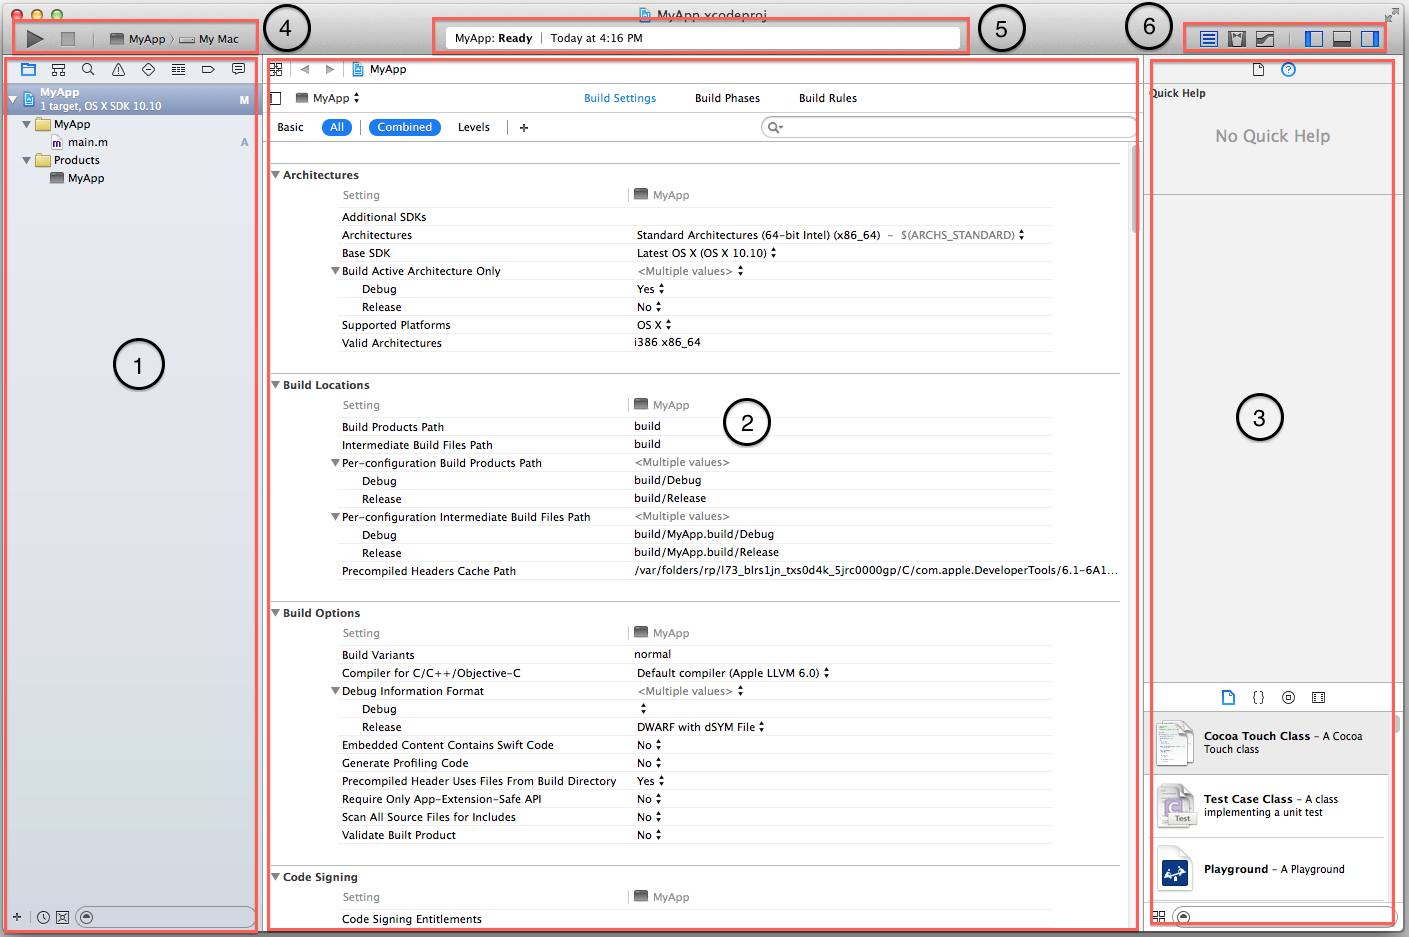 MyApp.xcodeproj
4
5
6
MyApp 〉 My Mac
MyApp: Ready | Today at 4:16 PM
MyApp
1 target, OS X SDK 10.10
M
MyApp
m main.m
A
Products
MyApp
1
MyApp
MyApp
Build Settings
Build Phases
Build Rules
Basic
All
Combined
Levels
+
Architectures
Setting
MyApp
Additional SDKs
Architectures
Standard Architectures (64-bit Intel) (x86_64) – $(ARCHS_STANDARD)
Base SDK
Latest OS X (OS X 10.10)
Build Active Architecture Only
<Multiple values>
Debug
Yes
Release
No
Supported Platforms
OS X
Valid Architectures
i386 x86_64
Build Locations
Setting
MyApp
2
Build Products Path
build
Intermediate Build Files Path
build
Per-configuration Build Products Path
<Multiple values>
Debug
build/Debug
Release
build/Release
Per-configuration Intermediate Build Files Path
<Multiple values>
Debug
build/MyApp.build/Debug
Release
build/MyApp.build/Release
Precompiled Headers Cache Path
/var/folders/rp/l73_blrs1jn_txs0d4k_5jrc0000gp/C/com.apple.DeveloperTools/6.1-6A1...
Build Options
Setting
MyApp
Build Variants
normal
Compiler for C/C++/Objective-C
Default compiler (Apple LLVM 6.0)
Debug Information Format
<Multiple values>
Debug
Release
DWARF with dSYM File
Embedded Content Contains Swift Code
No
Generate Profiling Code
No
Precompiled Header Uses Files From Build Directory
Yes
Require Only App-Extension-Safe API
No
Scan All Source Files for Includes
No
Validate Built Product
No
Code Signing
Setting
MyApp
Code Signing Entitlements
?
Quick Help
No Quick Help
3
{}
Cocoa Touch Class – A Cocoa
Touch class
C
Test
Test Case Class – A class
implementing a unit test
Playground – A Playground
+